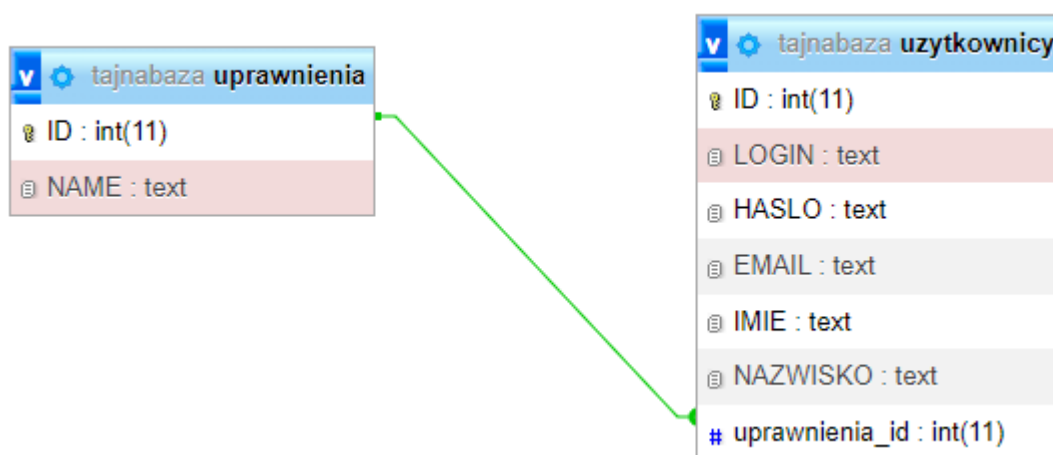 v tajnabaza uprawnienia
ID : int(11)
NAME : text
v tajnabaza uzytkownicy
ID : int(11)
LOGIN : text
HASLO : text
EMAIL : text
IMIE : text
NAZWISKO : text
# uprawnienia_id : int(11)